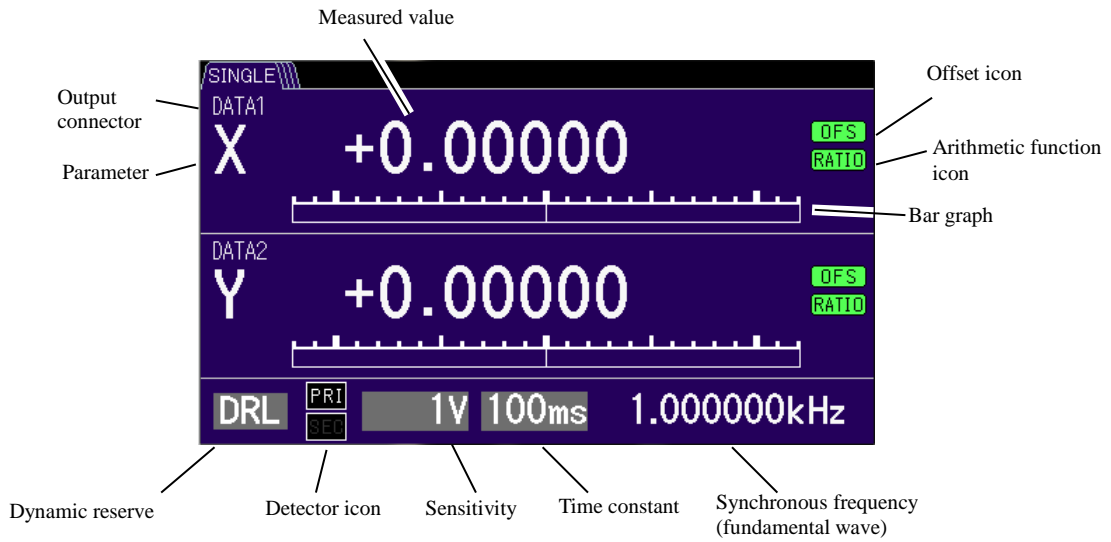 Measured value
SINGLE
Output
connector
DATA1
Offset icon
X
+0.00000
OFS
Parameter
RATIO
Arithmetic function
icon
Bar graph
DATA2
Y
+0.00000
OFS
RATIO
DRL
PRI
SEC
1V
100ms
1.000000kHz
Dynamic reserve
Detector icon
Sensitivity
Time constant
Synchronous frequency
(fundamental wave)